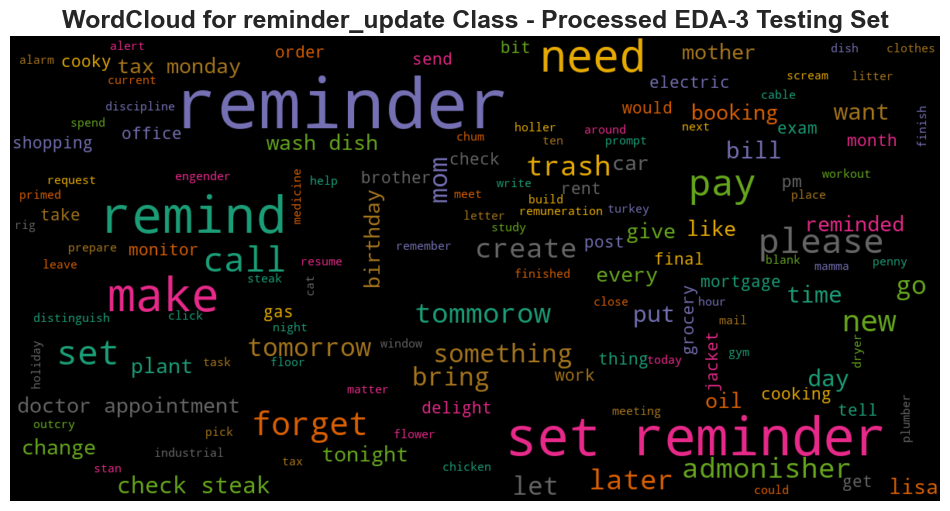 WordCloud for reminder_update Class - Processed EDA-3 Testing Set
alert
alarm
cooky
tax monday
current
order
send
bit
need
mother
dish
clothes
scream
litter
electric
cable
reminder
discipline
spend
shopping
office
wash dish
chum
holler
ten
around
prompt
next
would
booking
want
exam
month
finish
request
engender
primed
medicine
help
brother
check
mom
trash
car
bill
rent
meet
write
build
remuneration
letter
turkey
study
pay
pm
place
workout
take
rig
remind
birthday
prepare
monitor
leave
call
resume
steak
cat
remember
create
post
give
like
please
reminded
blank
mamma
penny
final
finished
every
mortgage
go
make
distinguish
click
gas
night
tommorow
close
put
grocery
hour
mail
time
new
set
plant
task
holiday
tomorrow
floor
window
something
bring
work
thing
today
jacket
gym
dryer
day
cooking
doctor appointment
matter
delight
flower
meeting
oil
tell
plumber
outcry
pick
forget
change
industrial
tonight
stan
tax
chicken
set reminder
check steak
let
later
admonisher
could
get
lisa